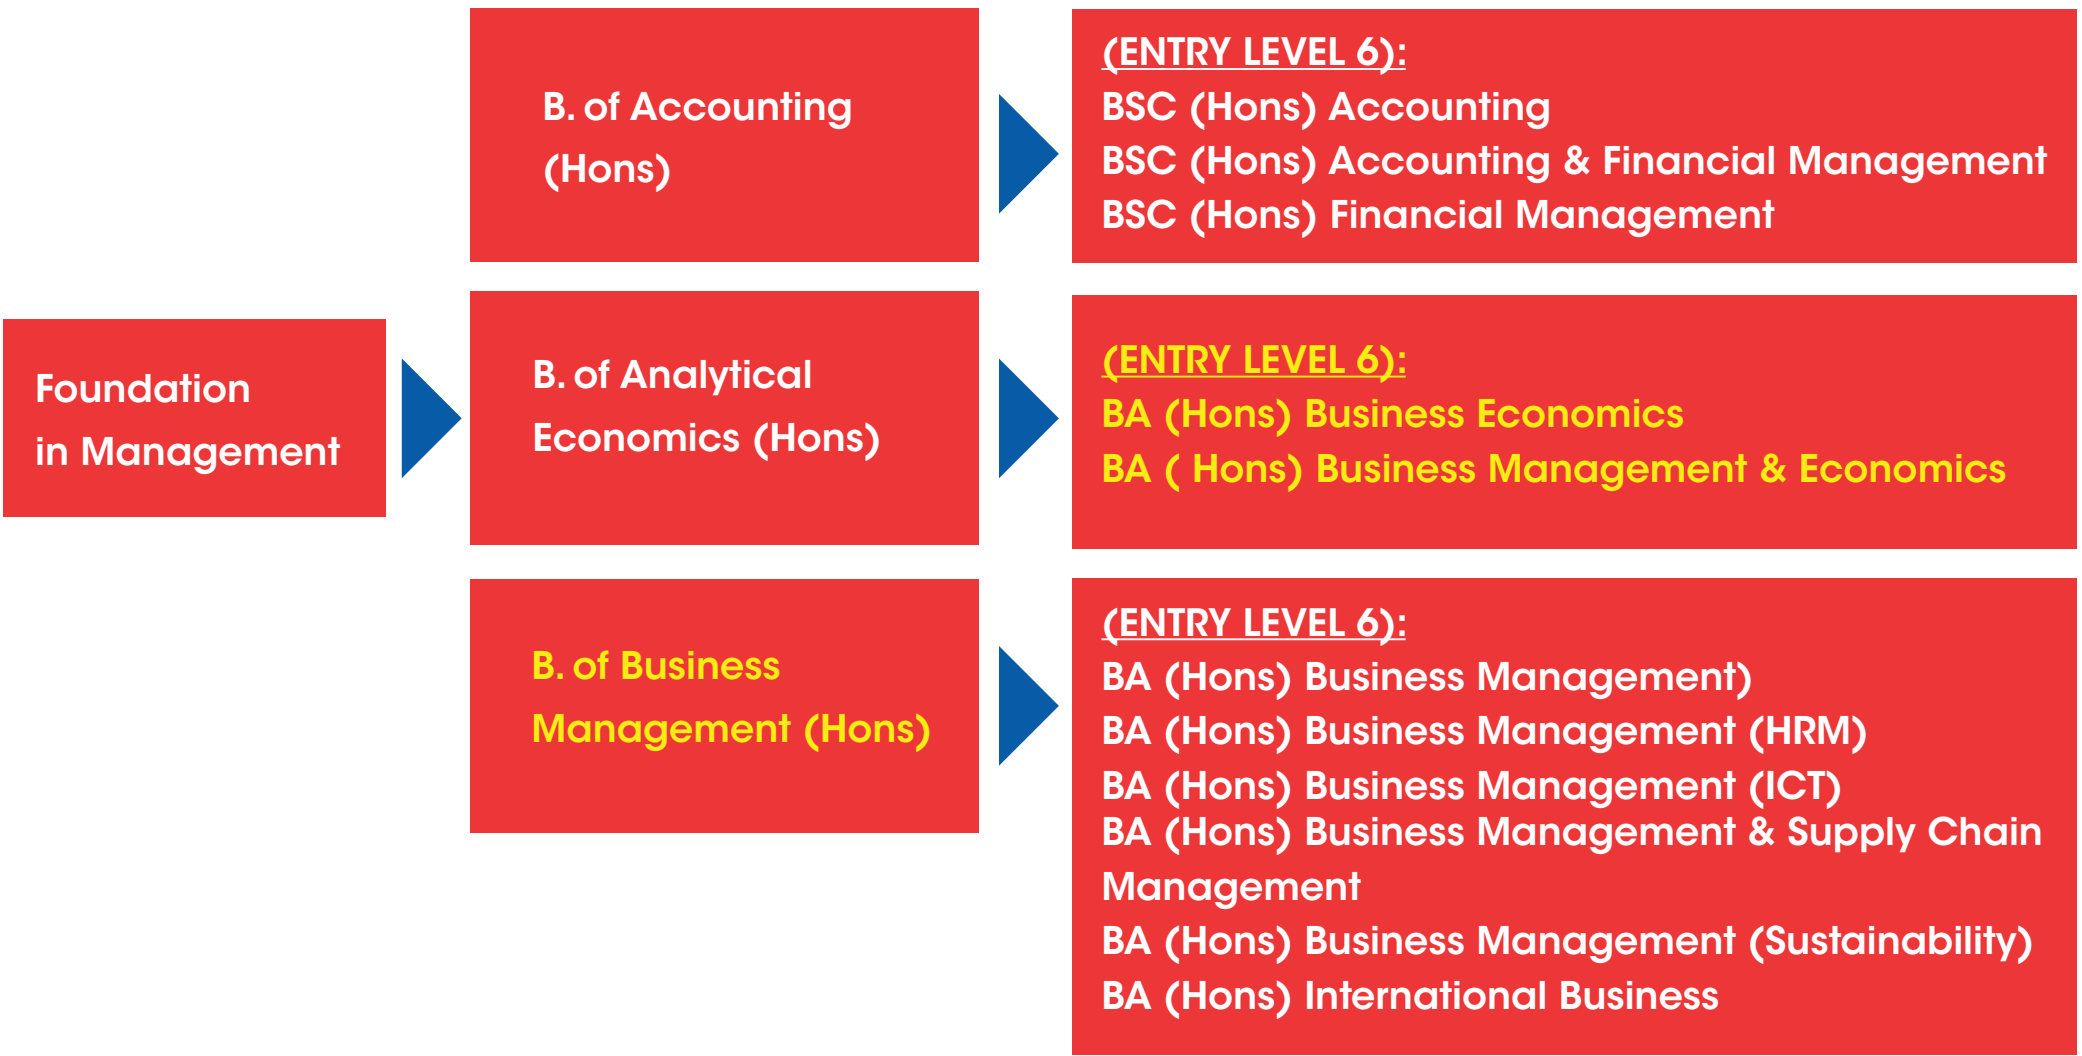 Foundation
in Management
B. of Accounting
(Hons)
(ENTRY LEVEL 6):
BSC (Hons) Accounting
BSC (Hons) Accounting & Financial Management
BSC (Hons) Financial Management
B. of Analytical
Economics (Hons)
(ENTRY LEVEL 6):
BA (Hons) Business Economics
BA ( Hons) Business Management & Economics
B. of Business
Management (Hons)
(ENTRY LEVEL 6):
BA (Hons) Business Management)
BA (Hons) Business Management (HRM)
BA (Hons) Business Management (ICT)
BA (Hons) Business Management & Supply Chain
Management
BA (Hons) Business Management (Sustainability)
BA (Hons) International Business